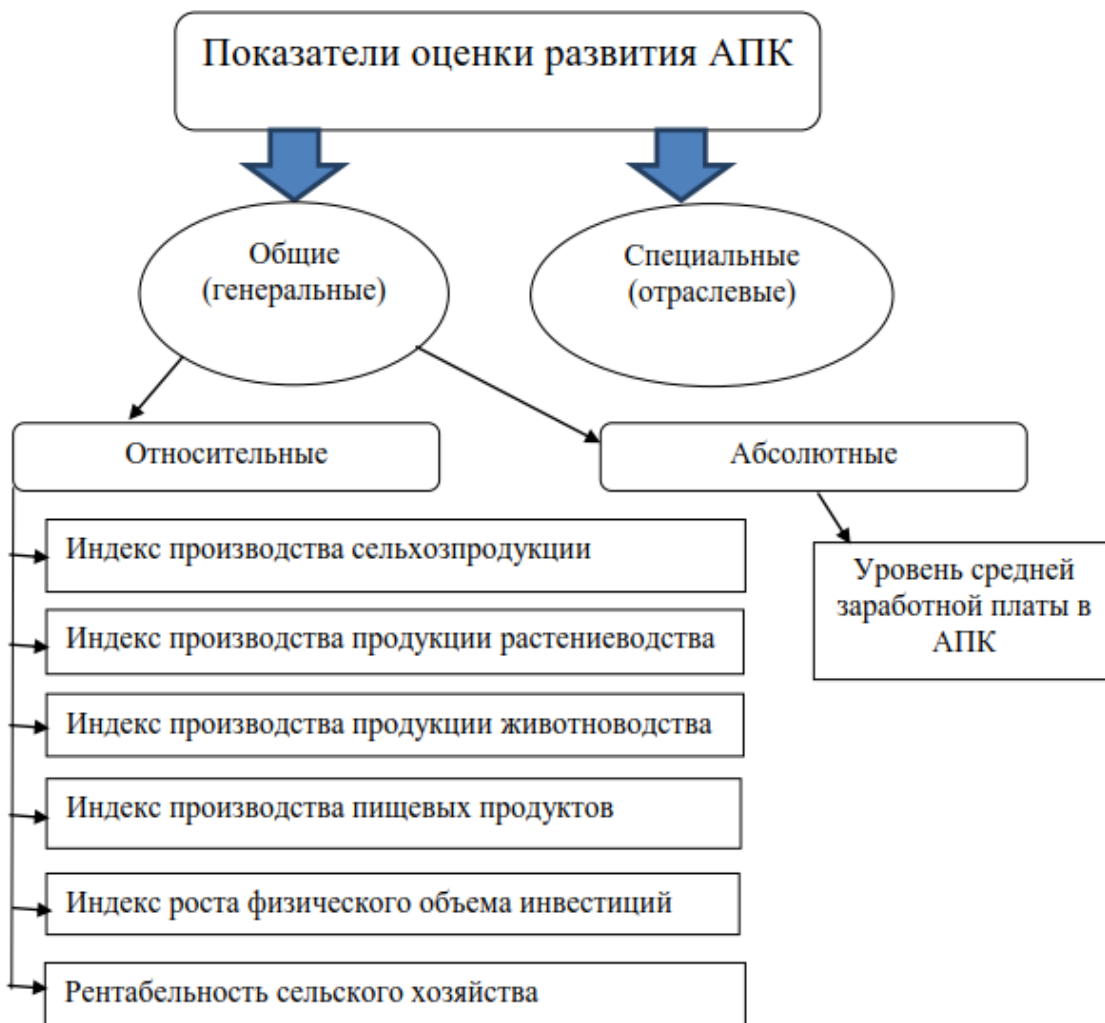 Показатели оценки развития АПК
Общие
(генеральные)
Специальные
(отраслевые)
Относительные
Абсолютные
Индекс производства сельхозпродукции
Индекс производства продукции растениеводства
Индекс производства продукции животноводства
Индекс производства пищевых продуктов
Индекс роста физического объема инвестиций
Рентабельность сельского хозяйства
Уровень средней
заработной платы в
АПК